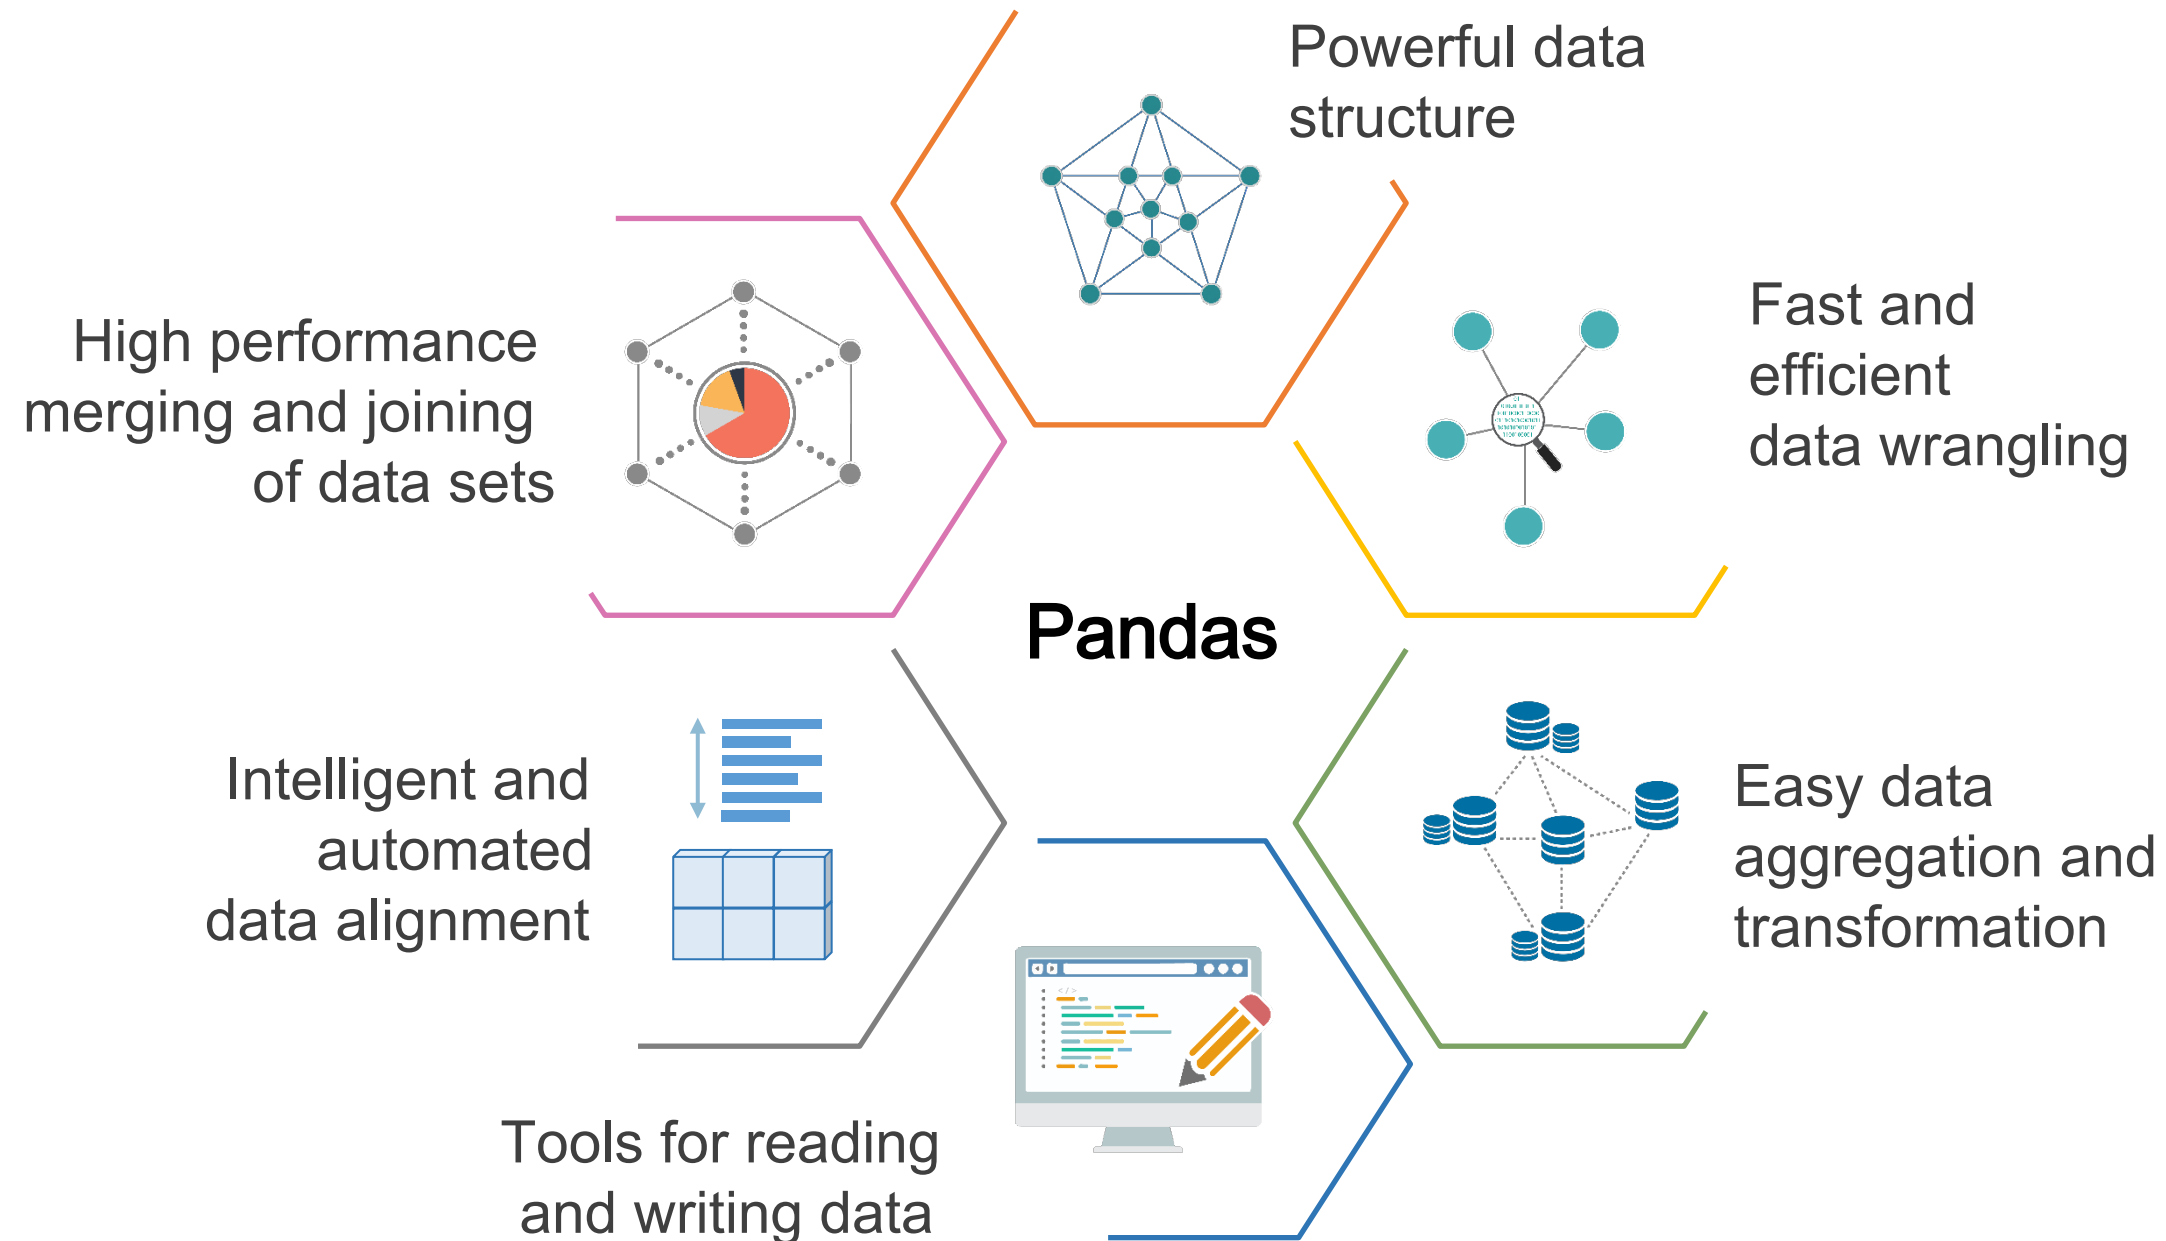 Powerful data
structure
Fast and
efficient
data wrangling
High performance
merging and joining
of data sets
Pandas
Intelligent and
automated
data alignment
Easy data
aggregation and
transformation
Tools for reading
and writing data